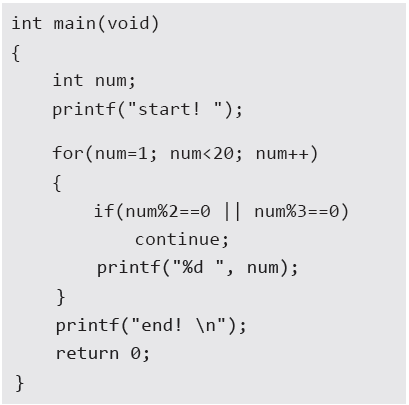 int main(void)
{
    int num;
    printf("start! ");
    for(num=1; num<20; num++)
    {
        if(num%2==0 || num%3==0)
            continue;
        printf("%d ", num);
    }
    printf("end! \n");
    return 0;
}